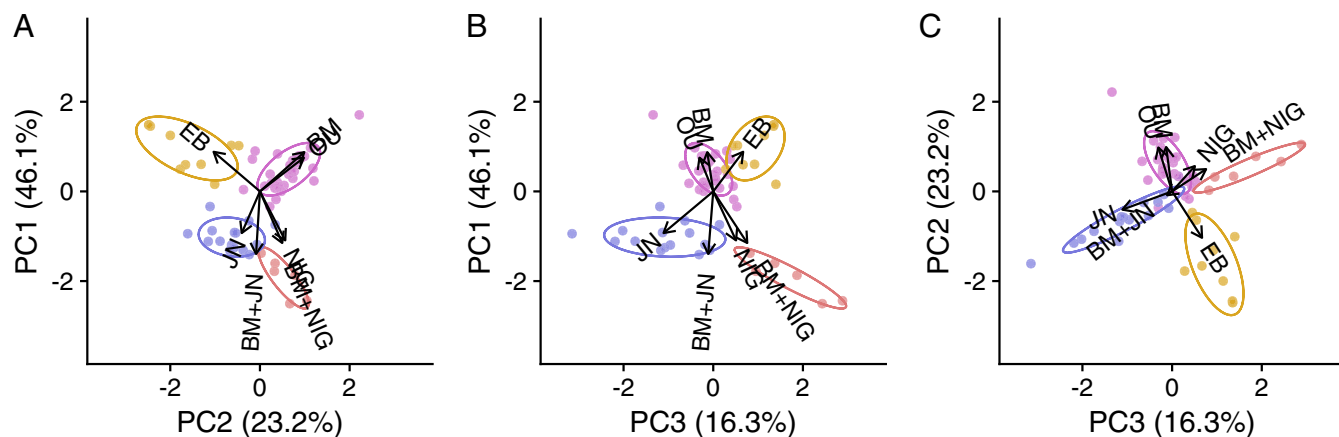 A
PC1 (46.1%)
2
0
-2
EB
BM
OU
JN
BM+JN
NIG
BM+NIG
-2
0
2
PC2 (23.2%)
B
PC1 (46.1%)
2
0
-2
BM
OU
EB
JN
BM+JN
NIG
BM+NIG
-2
0
2
PC3 (16.3%)
C
PC2 (23.2%)
2
0
-2
BM
OU
NIG
BM+NIG
JN
BM+JN
EB
-2
0
2
PC3 (16.3%)